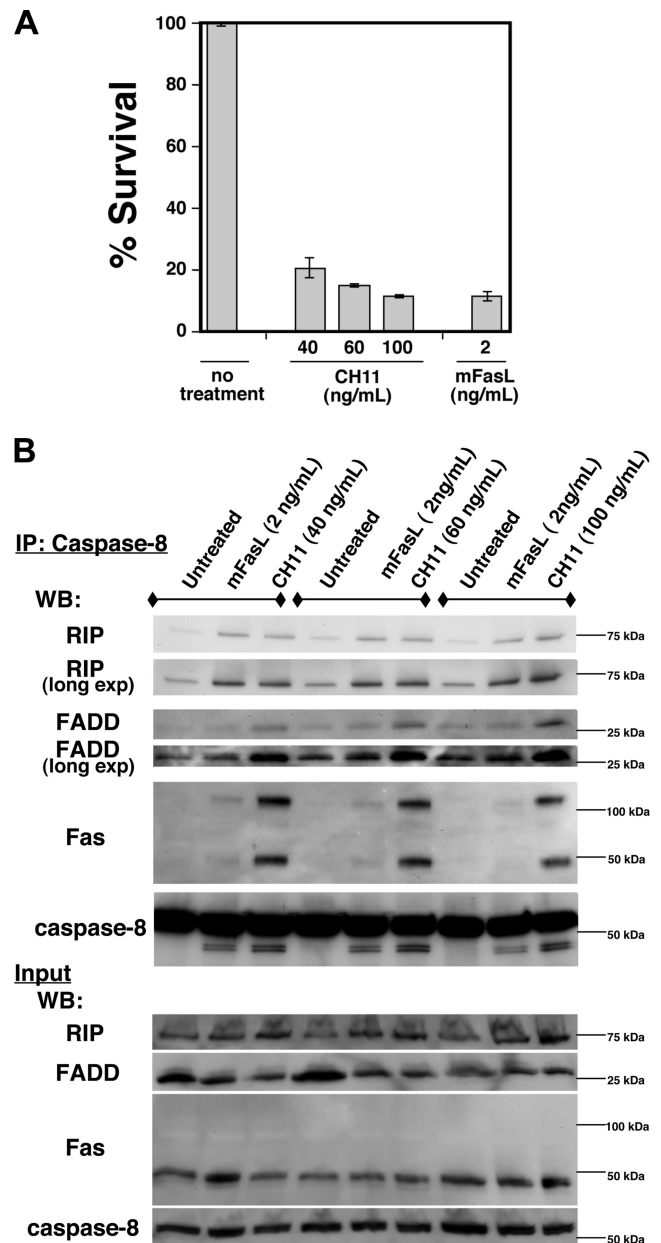 A
% Survival
100
80
60
40
20
0
40 60 100 2
no treatment
CH11 (ng/mL)
mFasL (ng/mL)
B
IP: Caspase-8
Untreated
mFasL (2 ng/mL)
CH11 (40 ng/mL)
Untreated
mFasL ( 2ng/mL)
CH11 (60 ng/mL)
Untreated
mFasL ( 2ng/mL)
CH11 (100 ng/mL)
WB:
RIP 75 kDa
RIP 75 kDa
(long exp)
FADD 25 kDa
FADD 25 kDa
(long exp)
100 kDa
Fas
50 kDa
caspase-8 50 kDa
Input
WB:
RIP 75 kDa
FADD 25 kDa
100 kDa
Fas
50 kDa
caspase-8 50 kDa